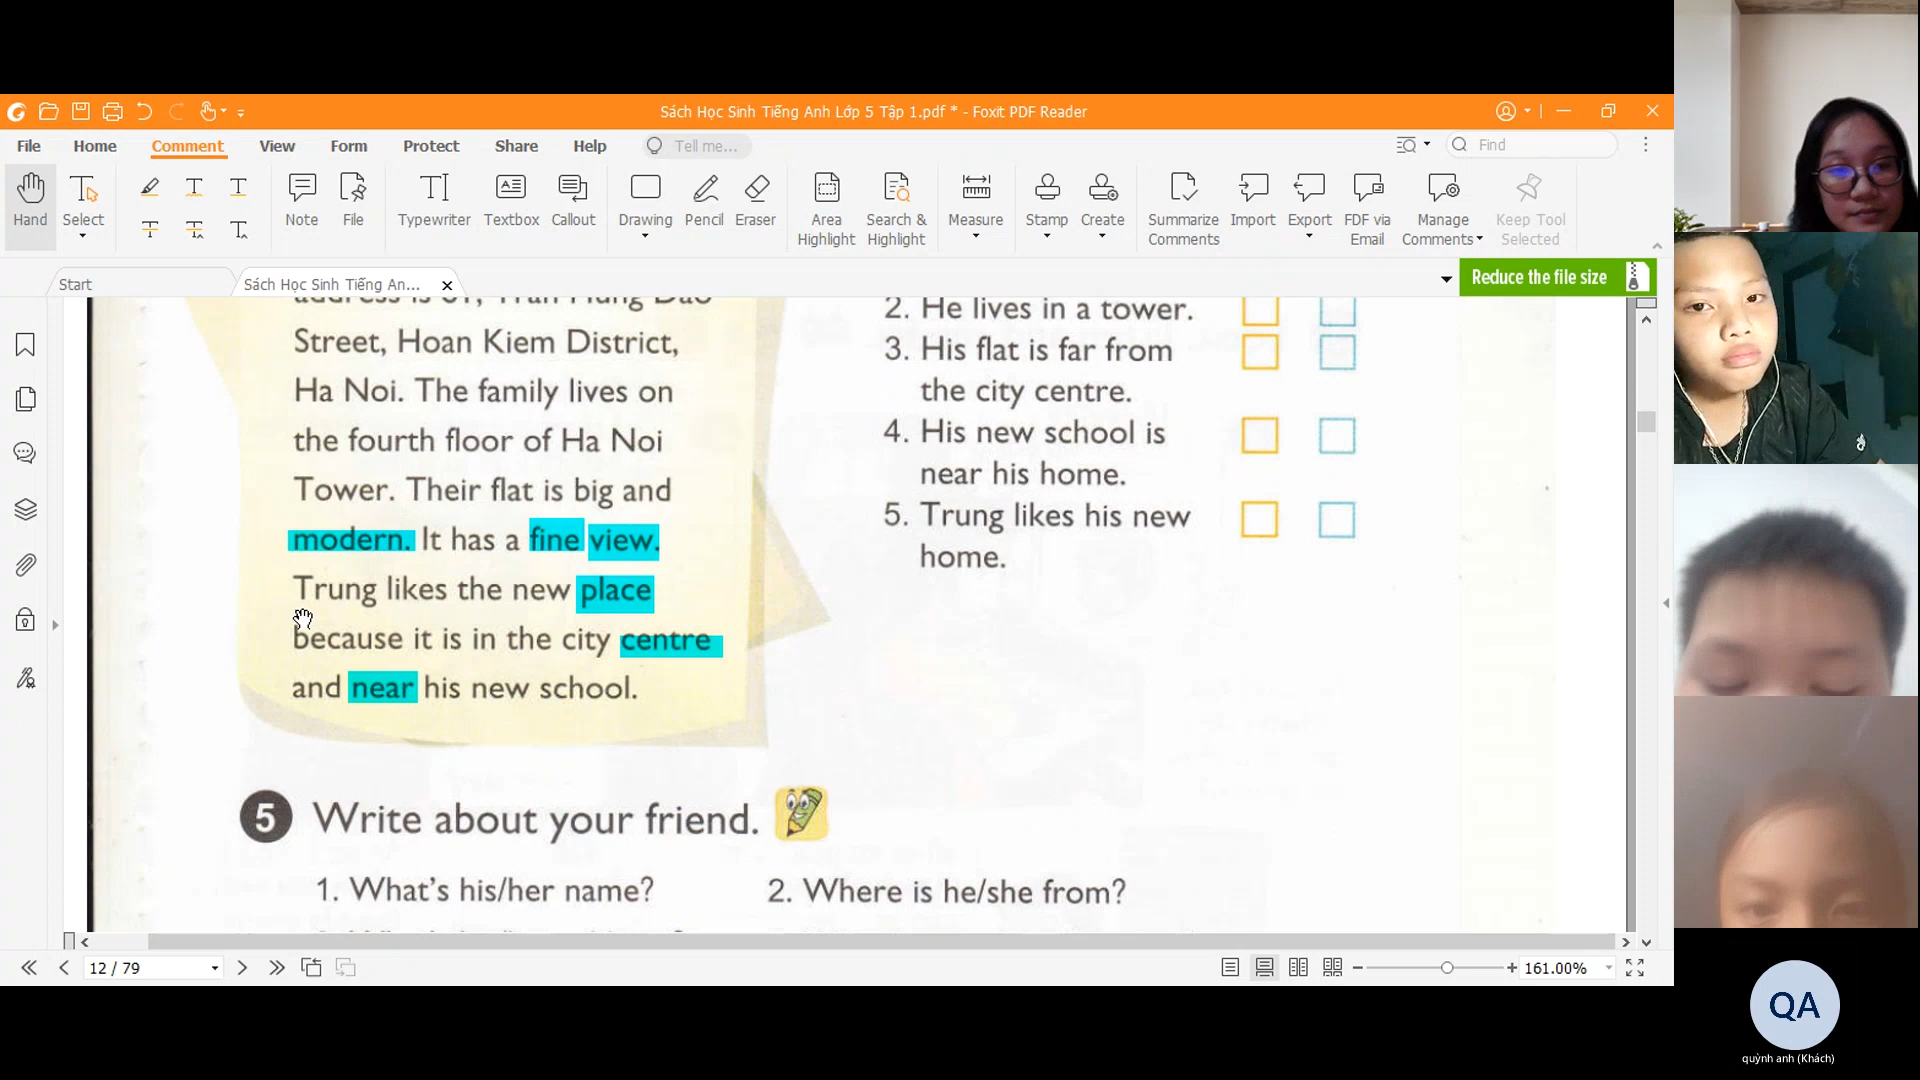 Sách Học Sinh Tiếng Anh Lớp 5 Tập 1.pdf * - Foxit PDF Reader
File Home Comment View Form Protect Share Help Tell me... Find
Hand Select Note File Typewriter Textbox Callout Drawing Pencil Eraser Area Highlight Search & Highlight Measure Stamp Create Summarize Comments Import Export FDF via Email Manage Comments Keep Tool Selected
Start Sách Học Sinh Tiếng An... Reduce the file size
Street, Hoan Kiem District,
Ha Noi. The family lives on
the fourth floor of Ha Noi
Tower. Their flat is big and
modern. It has a fine view.
Trung likes the new place
because it is in the city centre
and near his new school.
2. He lives in a tower.
3. His flat is far from
the city centre.
4. His new school is
near his home.
5. Trung likes his new
home.
5 Write about your friend.
1. What's his/her name? 2. Where is he/she from?
12 / 79 161.00%
QA
quỳnh anh (Khách)